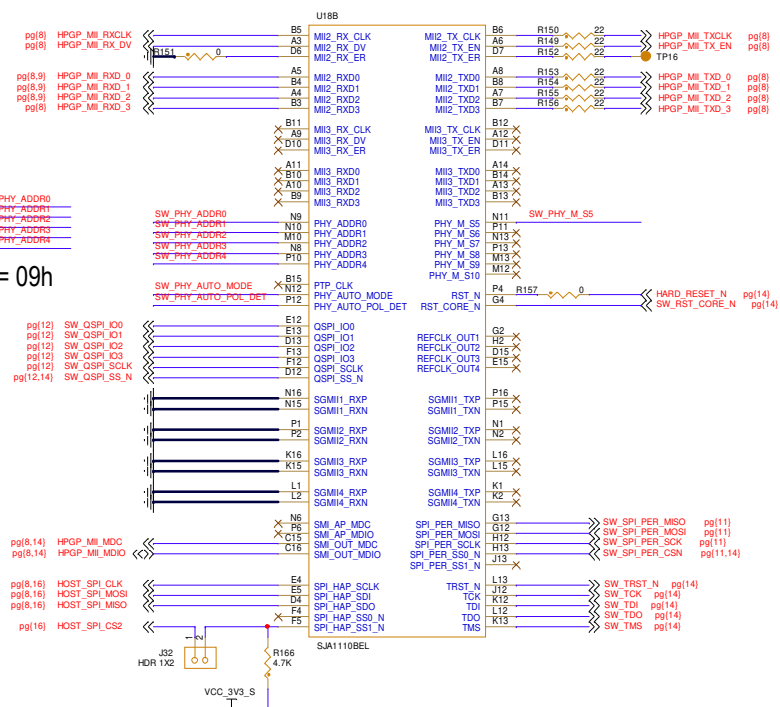 U18B
pg{8} HPGP_MII_RXCLK B5 MII2_RX_CLK MII2_TX_CLK B6 R150 22 HPGP_MII_TXCLK pg{8}
pg{8} HPGP_MII_RX_DV A3 MII2_RX_DV MII2_TX_EN A6 R149 22 HPGP_MII_TX_EN pg{8}
R151 0 D6 MII2_RX_ER MII2_TX_ER D7 R152 22 TP16
pg{8,9} HPGP_MII_RXD_0 A5 MII2_RXD0 MII2_TXD0 A8 R153 22 HPGP_MII_TXD_0 pg{8}
pg{8,9} HPGP_MII_RXD_1 B4 MII2_RXD1 MII2_TXD1 B8 R154 22 HPGP_MII_TXD_1 pg{8}
pg{8,9} HPGP_MII_RXD_2 A4 MII2_RXD2 MII2_TXD2 A7 R155 22 HPGP_MII_TXD_2 pg{8}
pg{8} HPGP_MII_RXD_3 B3 MII2_RXD3 MII2_TXD3 B7 R156 22 HPGP_MII_TXD_3 pg{8}
B11 MII3_RX_CLK MII3_TX_CLK B12
A9 MII3_RX_DV MII3_TX_EN A12
D10 MII3_RX_ER MII3_TX_ER D11
A11 MII3_RXD0 MII3_TXD0 A14
B10 MII3_RXD1 MII3_TXD1 B14
A10 MII3_RXD2 MII3_TXD2 A13
B9 MII3_RXD3 MII3_TXD3 B13
PHY_ADDR0
PHY_ADDR1
PHY_ADDR2
PHY_ADDR3
PHY_ADDR4
= 09h
SW_PHY_ADDR0 N9 PHY_ADDR0 PHY_M_S5 N11 SW_PHY_M_S5
SW_PHY_ADDR1 N10 PHY_ADDR1 PHY_M_S6 P11
SW_PHY_ADDR2 M10 PHY_ADDR2 PHY_M_S7 N13
SW_PHY_ADDR3 N8 PHY_ADDR3 PHY_M_S8 P13
SW_PHY_ADDR4 P10 PHY_ADDR4 PHY_M_S9 M13
PHY_M_S10 M12
B15 PTP_CLK
SW_PHY_AUTO_MODE N12 PHY_AUTO_MODE RST_N P4 R157 0 HARD_RESET_N pg{14}
SW_PHY_AUTO_POL_DET P12 PHY_AUTO_POL_DET RST_CORE_N G4 SW_RST_CORE_N pg{14}
pg{12} SW_QSPI_IO0 E12 QSPI_IO0
pg{12} SW_QSPI_IO1 E13 QSPI_IO1 REFCLK_OUT1 G2
pg{12} SW_QSPI_IO2 D13 QSPI_IO2 REFCLK_OUT2 H2
pg{12} SW_QSPI_IO3 F13 QSPI_IO3 REFCLK_OUT3 D15
pg{12} SW_QSPI_SCLK F12 QSPI_SCLK REFCLK_OUT4 E15
pg{12,14} SW_QSPI_SS_N D12 QSPI_SS_N
N16 SGMII1_RXP SGMII1_TXP P16
N15 SGMII1_RXN SGMII1_TXN P15
P1 SGMII2_RXP SGMII2_TXP N1
P2 SGMII2_RXN SGMII2_TXN N2
K16 SGMII3_RXP SGMII3_TXP L16
K15 SGMII3_RXN SGMII3_TXN L15
L1 SGMII4_RXP SGMII4_TXP K1
L2 SGMII4_RXN SGMII4_TXN K2
N6 SMI_AP_MDC SPI_PER_MISO G13 SW_SPI_PER_MISO pg{11}
P6 SMI_AP_MDIO SPI_PER_MOSI G12 SW_SPI_PER_MOSI pg{11}
pg{8,14} HPGP_MII_MDC C15 SMI_OUT_MDC SPI_PER_SCLK H12 SW_SPI_PER_SCK pg{11}
pg{8,14} HPGP_MII_MDIO C16 SMI_OUT_MDIO SPI_PER_SS0_N H13 SW_SPI_PER_CSN pg{11,14}
SPI_PER_SS1_N J13
pg{8,16} HOST_SPI_CLK E4 SPI_HAP_SCLK TRST_N L13 SW_TRST_N pg{14}
pg{8,16} HOST_SPI_MOSI E5 SPI_HAP_SDI TCK J12 SW_TCK pg{14}
pg{8,16} HOST_SPI_MISO D4 SPI_HAP_SDO TDI K12 SW_TDI pg{14}
F4 SPI_HAP_SS0_N TDO L12 SW_TDO pg{14}
pg{16} HOST_SPI_CS2 F5 SPI_HAP_SS1_N TMS K13 SW_TMS pg{14}
1 2
J32
HDR 1X2
R166
4.7K
SJA1110BEL
VCC_3V3_S